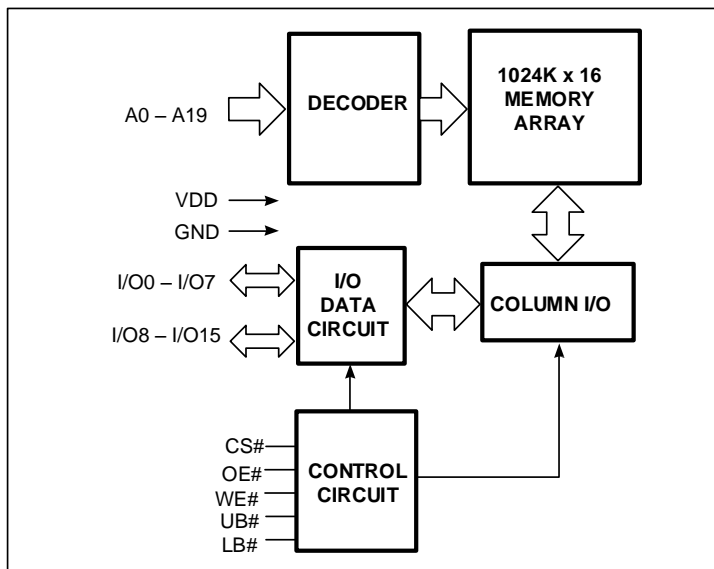 A0 – A19
DECODER
1024K x 16
MEMORY
ARRAY
VDD
GND
I/O0 – I/O7
I/O8 – I/O15
I/O
DATA
CIRCUIT
COLUMN I/O
CS#
OE#
WE#
UB#
LB#
CONTROL
CIRCUIT